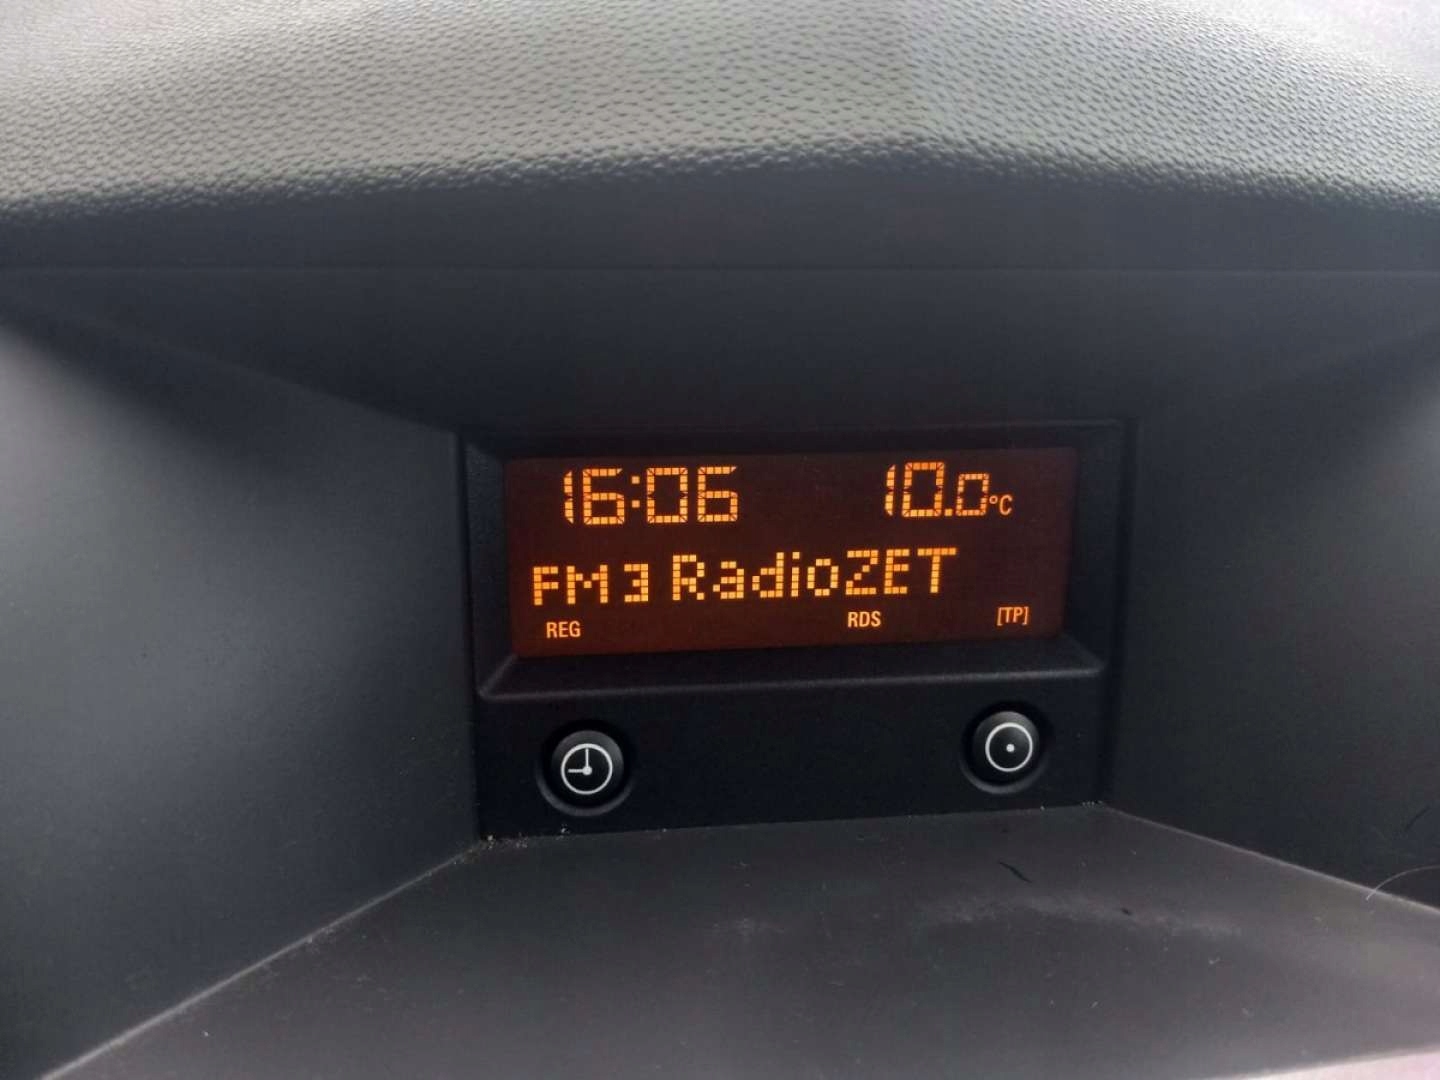 16:06 10.0°C
FM3 RadioZET
REG RDS [TP]